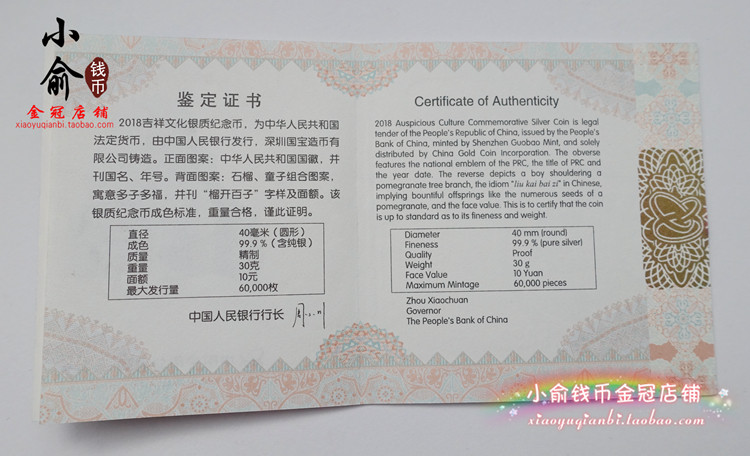 小俞
钱币
金冠店铺
xiaoyuqianbi.taobao.com
鉴定证书
2018吉祥文化银质纪念币，为中华人民共和国
法定货币，由中国人民银行发行，深圳国宝造币有
限公司铸造。正面图案：中华人民共和国国徽，并
刊国名、年号。背面图案：石榴、童子组合图案，
寓意多子多福，并刊“榴开百子”字样及面额。该
银质纪念币成色标准，重量合格，谨此证明。
直径 40毫米（圆形）
成色 99.9％（含纯银）
质量 精制
重量 30克
面额 10元
最大发行量 60,000枚
中国人民银行行长
Certificate of Authenticity
2018 Auspicious Culture Commemorative Silver Coin is legal
tender of the People's Republic of China, issued by the People's
Bank of China, minted by Shenzhen Guobao Mint, and solely
distributed by China Gold Coin Incorporation. The obverse
features the national emblem of the PRC, the title of PRC and
the year date. The reverse depicts a boy shouldering a
pomegranate tree branch, the idiom "liu kai bai zi" in Chinese,
implying bountiful offsprings like the numerous seeds of a
pomegranate, and the face value. This is to certify that the coin
is up to standard as to its fineness and weight.
Diameter 40 mm (round)
Fineness 99.9 % (pure silver)
Quality Proof
Weight 30 g
Face Value 10 Yuan
Maximum Mintage 60,000 pieces
Zhou Xiaochuan
Governor
The People's Bank of China
小俞钱币金冠店铺
xiaoyuqianbi.taobao.com